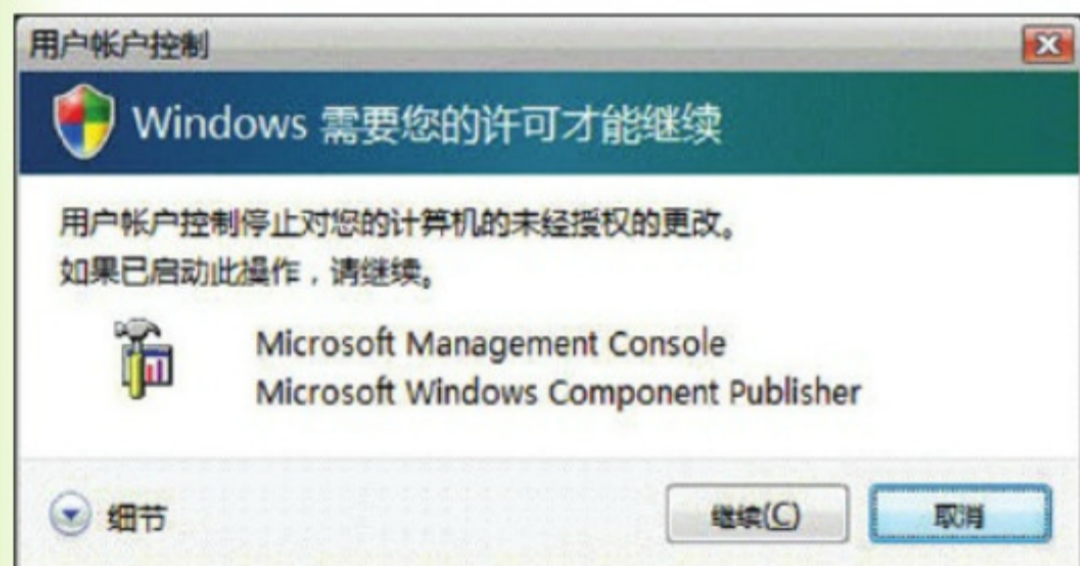 用户帐户控制
Windows 需要您的许可才能继续
用户帐户控制停止对您的计算机的未经授权的更改。
如果已启动此操作，请继续。
Microsoft Management Console
Microsoft Windows Component Publisher
细节
继续(C)
取消